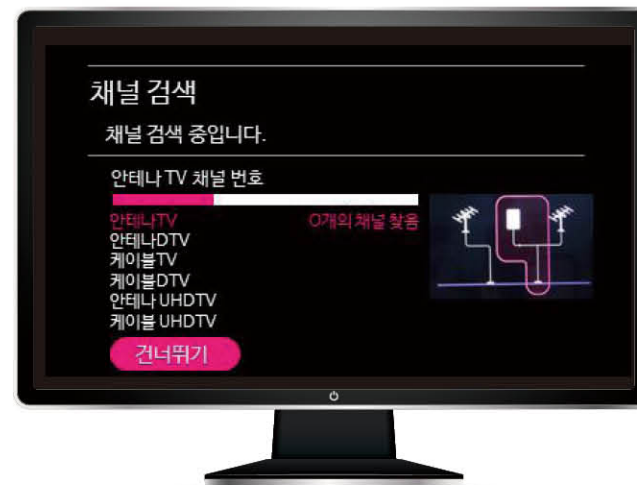 채널 검색
채널 검색 중입니다.
안테나 TV 채널 번호
안테나TV 0개의 채널 찾음
안테나DTV
케이블TV
케이블DTV
안테나 UHDTV
케이블 UHDTV
건너뛰기